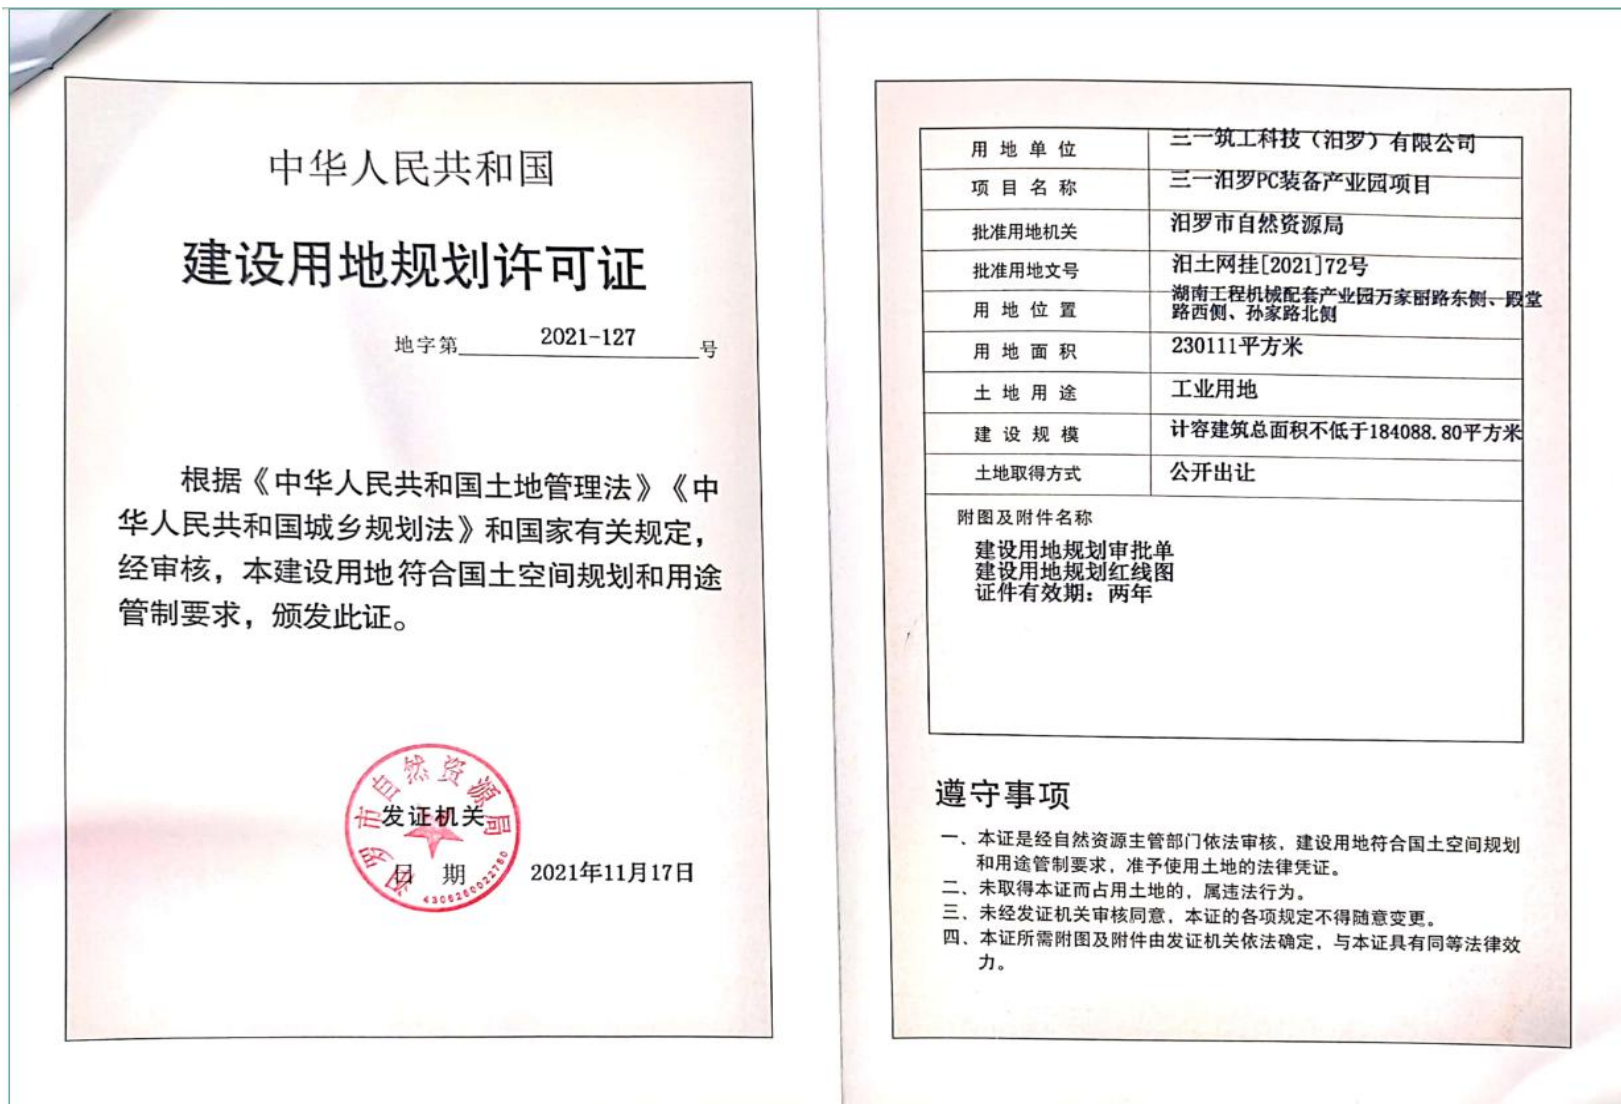 中华人民共和国
建设用地规划许可证
地字第 2021-127 号
根据《中华人民共和国土地管理法》《中
华人民共和国城乡规划法》和国家有关规定，
经审核，本建设用地符合国土空间规划和用途
管制要求，颁发此证。
汨罗市自然资源局
发证机关
日 期 2021年11月17日
4306260022760
用地单位 三一筑工科技（汨罗）有限公司
项目名称 三一汨罗PC装备产业园项目
批准用地机关 汨罗市自然资源局
批准用地文号 汨土网挂[2021]72号
用地位置 湖南工程机械配套产业园万家丽路东侧、殿堂
路西侧、孙家路北侧
用地面积 230111平方米
土地用途 工业用地
建设规模 计容建筑总面积不低于184088.80平方米
土地取得方式 公开出让
附图及附件名称
建设用地规划审批单
建设用地规划红线图
证件有效期：两年
遵守事项
一、本证是经自然资源主管部门依法审核，建设用地符合国土空间规划
和用途管制要求，准予使用土地的法律凭证。
二、未取得本证而占用土地的，属违法行为。
三、未经发证机关审核同意，本证的各项规定不得随意变更。
四、本证所需附图及附件由发证机关依法确定，与本证具有同等法律效
力。